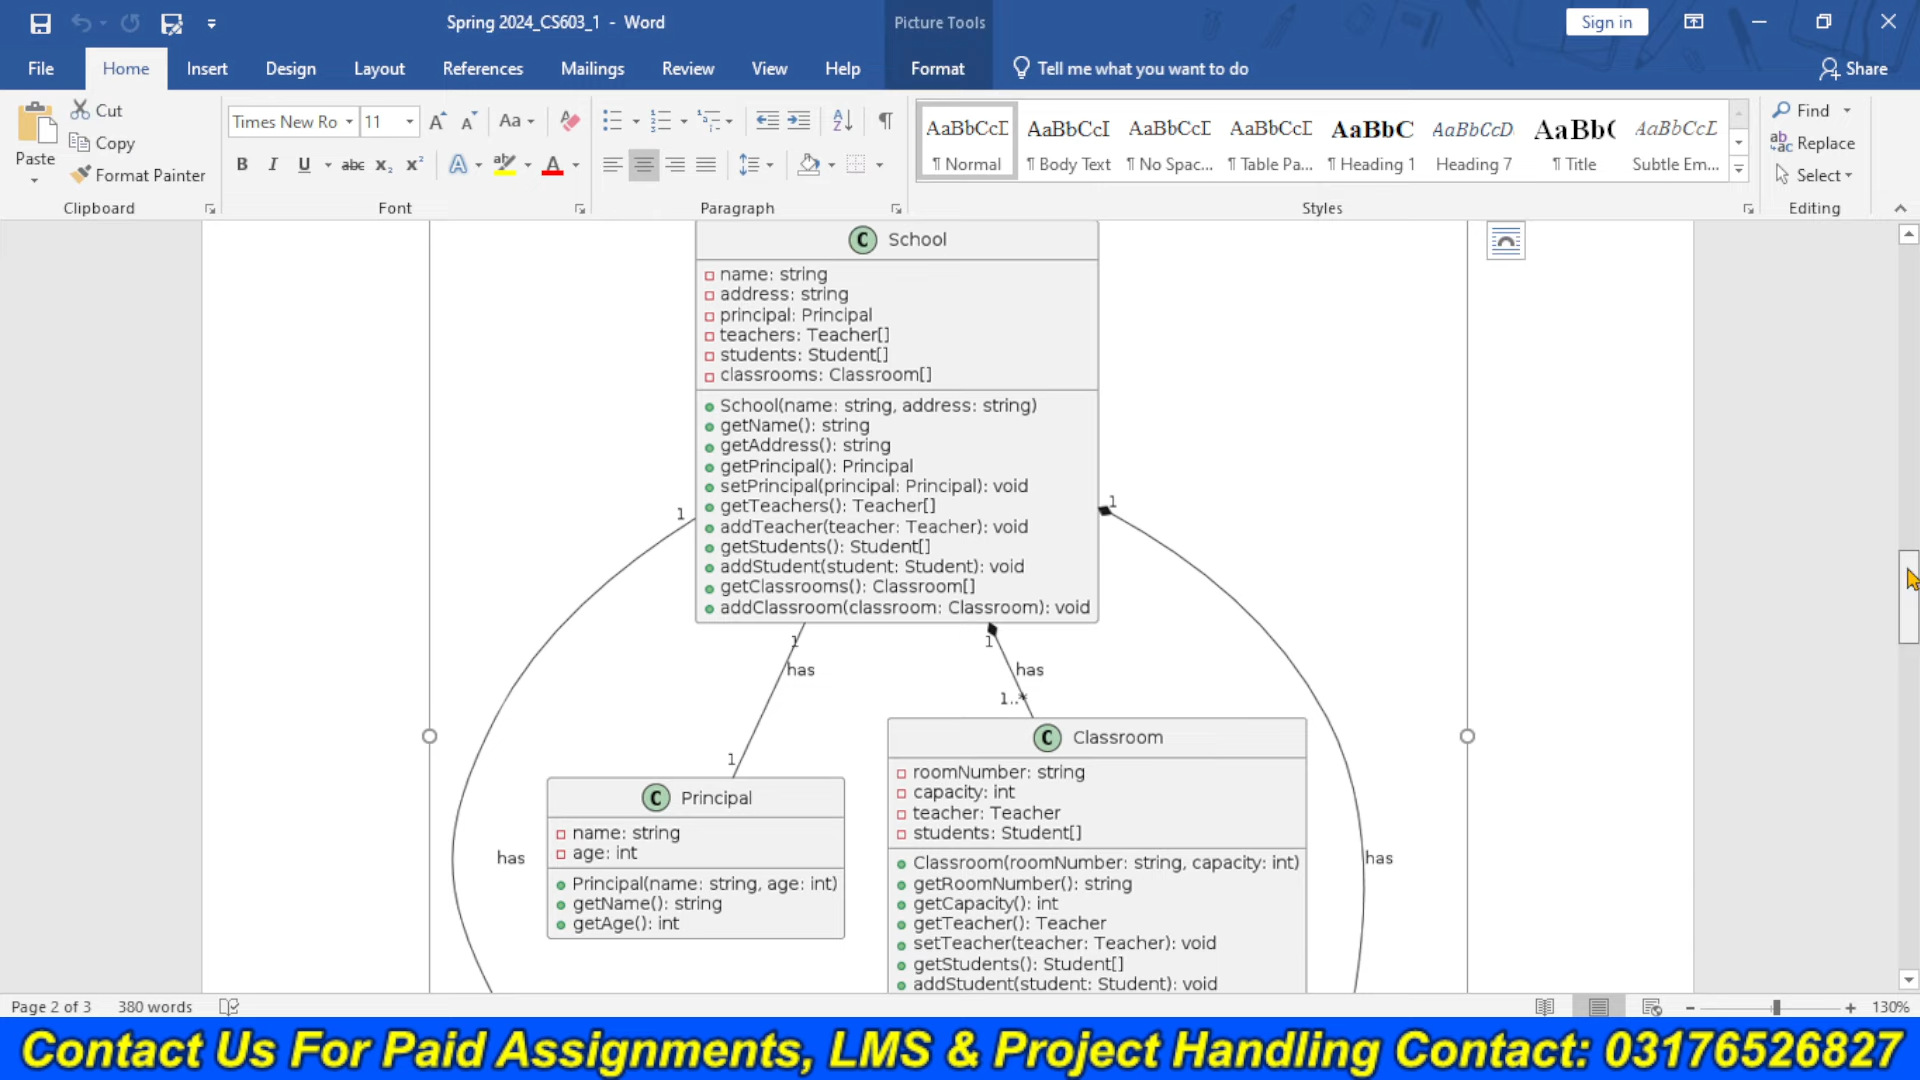 Spring 2024_CS603_1 - Word
Picture Tools
Sign in
File
Home
Insert
Design
Layout
References
Mailings
Review
View
Help
Format
Tell me what you want to do
Share
Paste
Cut
Copy
Format Painter
Clipboard
Times New Ro
11
Font
Paragraph
AaBbCcI
¶ Normal
AaBbCcI
¶ Body Text
AaBbCcI
¶ No Spac...
AaBbCcI
¶ Table Pa...
AaBbC
¶ Heading 1
AaBbCcD
Heading 7
AaBb(
¶ Title
AaBbCcL
Subtle Em...
Styles
Find
Replace
Select
Editing
C School
name: string
address: string
principal: Principal
teachers: Teacher[]
students: Student[]
classrooms: Classroom[]
School(name: string, address: string)
getName(): string
getAddress(): string
getPrincipal(): Principal
setPrincipal(principal: Principal): void
getTeachers(): Teacher[]
addTeacher(teacher: Teacher): void
getStudents(): Student[]
addStudent(student: Student): void
getClassrooms(): Classroom[]
addClassroom(classroom: Classroom): void
1
1
1
has
1
1
has
1..*
has
has
C Principal
name: string
age: int
Principal(name: string, age: int)
getName(): string
getAge(): int
C Classroom
roomNumber: string
capacity: int
teacher: Teacher
students: Student[]
Classroom(roomNumber: string, capacity: int)
getRoomNumber(): string
getCapacity(): int
getTeacher(): Teacher
setTeacher(teacher: Teacher): void
getStudents(): Student[]
addStudent(student: Student): void
Page 2 of 3
380 words
130%
Contact Us For Paid Assignments, LMS & Project Handling Contact: 03176526827